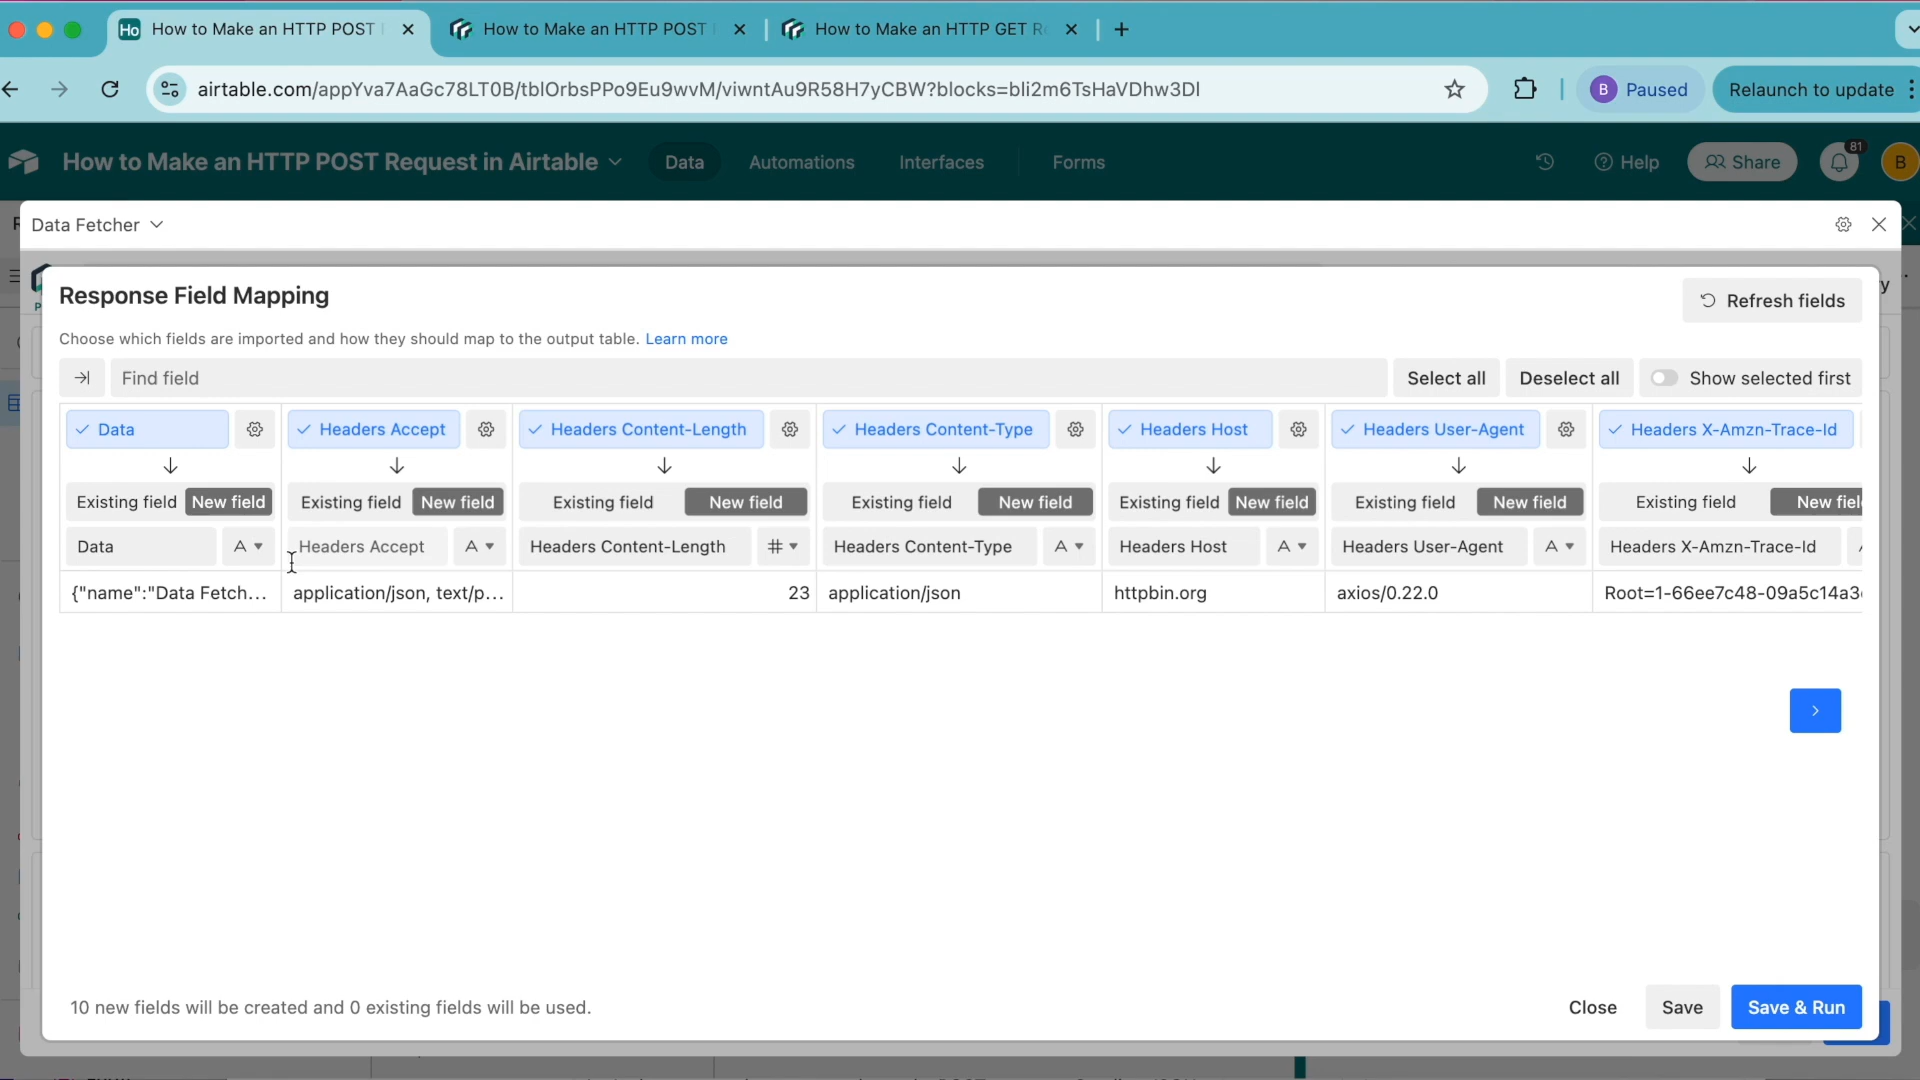 Ho How to Make an HTTP POST
How to Make an HTTP POST
How to Make an HTTP GET R
airtable.com/appYva7AaGc78LT0B/tblOrbsPPo9Eu9wvM/viwntAu9R58H7yCBW?blocks=bli2m6TsHaVDhw3Dl
B Paused
Relaunch to update
How to Make an HTTP POST Request in Airtable
Data
Automations
Interfaces
Forms
Help
Share
81
B
Data Fetcher
Response Field Mapping
Refresh fields
Choose which fields are imported and how they should map to the output table. Learn more
Find field
Select all
Deselect all
Show selected first
Data
Headers Accept
Headers Content-Length
Headers Content-Type
Headers Host
Headers User-Agent
Headers X-Amzn-Trace-Id
Existing field New field
Existing field New field
Existing field New field
Existing field New field
Existing field New field
Existing field New field
Existing field New fiel
Data A
Headers Accept A
Headers Content-Length #
Headers Content-Type A
Headers Host A
Headers User-Agent A
Headers X-Amzn-Trace-Id
{"name":"Data Fetch...
application/json, text/p...
23
application/json
httpbin.org
axios/0.22.0
Root=1-66ee7c48-09a5c14a3
10 new fields will be created and 0 existing fields will be used.
Close
Save
Save & Run